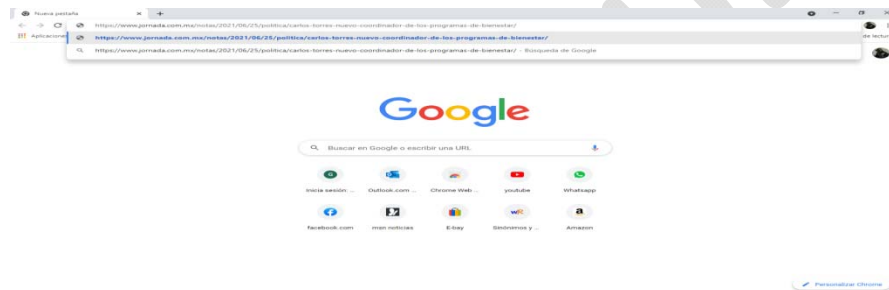 Nueva pestaña
https://www.jornada.com.mx/notas/2021/06/25/politica/carlos-torres-nuevo-coordinador-de-los-programas-de-bienestar/
Aplicaciones
https://www.jornada.com.mx/notas/2021/06/25/politica/carlos-torres-nuevo-coordinador-de-los-programas-de-bienestar/
de lectur
https://www.jornada.com.mx/notas/2021/06/25/politica/carlos-torres-nuevo-coordinador-de-los-programas-de-bienestar/ - Búsqueda de Google
Google
Buscar en Google o escribir una URL
Inicia sesión: ...
Outlook.com ...
Chrome Web ...
youtube
Whatsapp
facebook.com
msn noticias
E-bay
Sinónimos y ...
Amazon
Personalizar Chrome